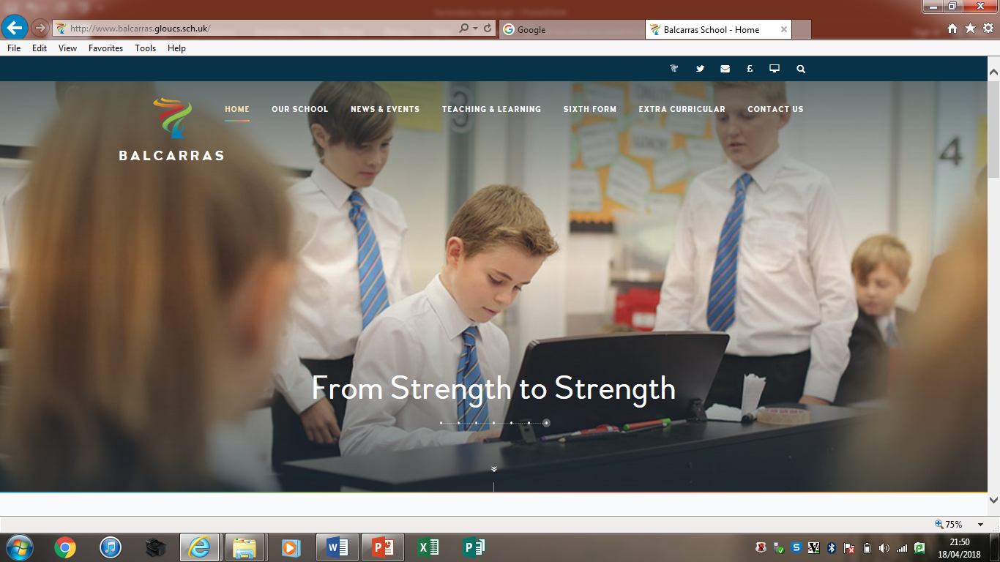 http://www.balcarras.gloucs.sch.uk/
Google
Balcarras School - Home
File Edit View Favorites Tools Help
£
HOME OUR SCHOOL NEWS & EVENTS TEACHING & LEARNING SIXTH FORM EXTRA CURRICULAR CONTACT US
BALCARRAS
3
4
From Strength to Strength
75%
21:50
18/04/2018